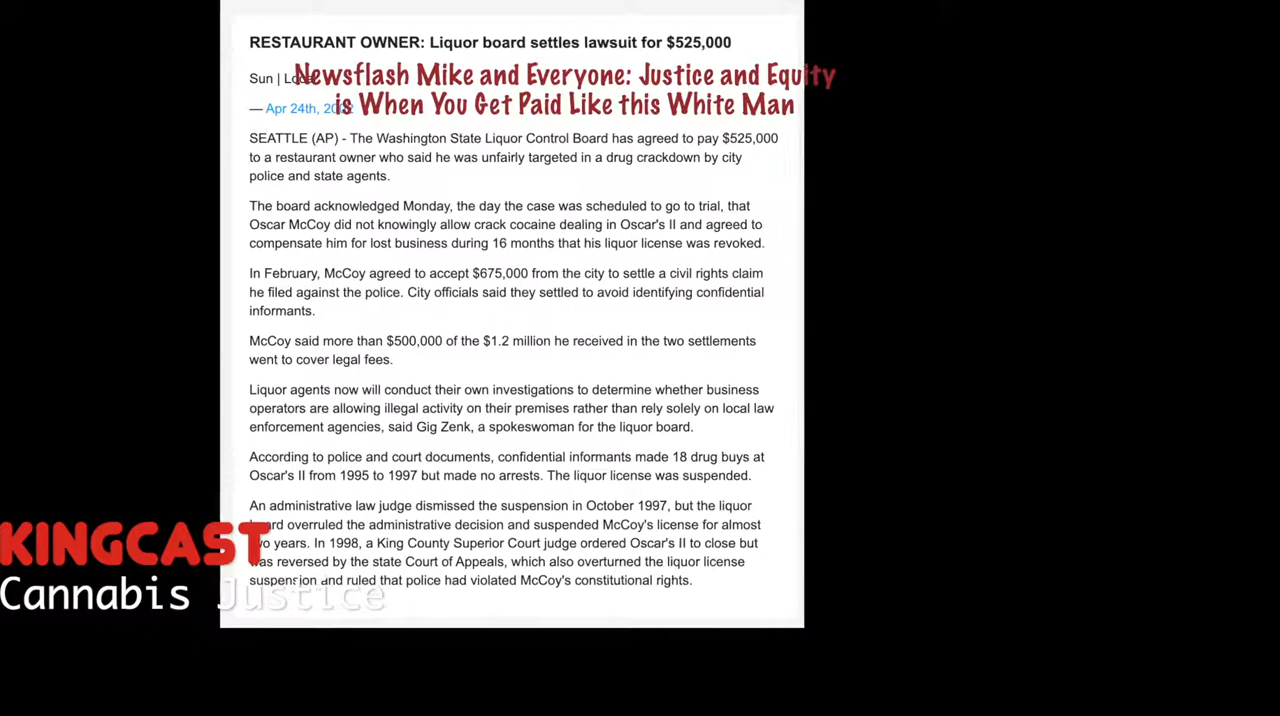 RESTAURANT OWNER: Liquor board settles lawsuit for $525,000
Newsflash Mike and Everyone: Justice and Equity
is When You Get Paid Like this White Man
Sun |
— Apr 24th,
SEATTLE (AP) - The Washington State Liquor Control Board has agreed to pay $525,000
to a restaurant owner who said he was unfairly targeted in a drug crackdown by city
police and state agents.
The board acknowledged Monday, the day the case was scheduled to go to trial, that
Oscar McCoy did not knowingly allow crack cocaine dealing in Oscar's II and agreed to
compensate him for lost business during 16 months that his liquor license was revoked.
In February, McCoy agreed to accept $675,000 from the city to settle a civil rights claim
he filed against the police. City officials said they settled to avoid identifying confidential
informants.
McCoy said more than $500,000 of the $1.2 million he received in the two settlements
went to cover legal fees.
Liquor agents now will conduct their own investigations to determine whether business
operators are allowing illegal activity on their premises rather than rely solely on local law
enforcement agencies, said Gig Zenk, a spokeswoman for the liquor board.
According to police and court documents, confidential informants made 18 drug buys at
Oscar's II from 1995 to 1997 but made no arrests. The liquor license was suspended.
An administrative law judge dismissed the suspension in October 1997, but the liquor
board overruled the administrative decision and suspended McCoy's license for almost
two years. In 1998, a King County Superior Court judge ordered Oscar's II to close but
was reversed by the state Court of Appeals, which also overturned the liquor license
suspension and ruled that police had violated McCoy's constitutional rights.
KINGCAST
Cannabis Justice